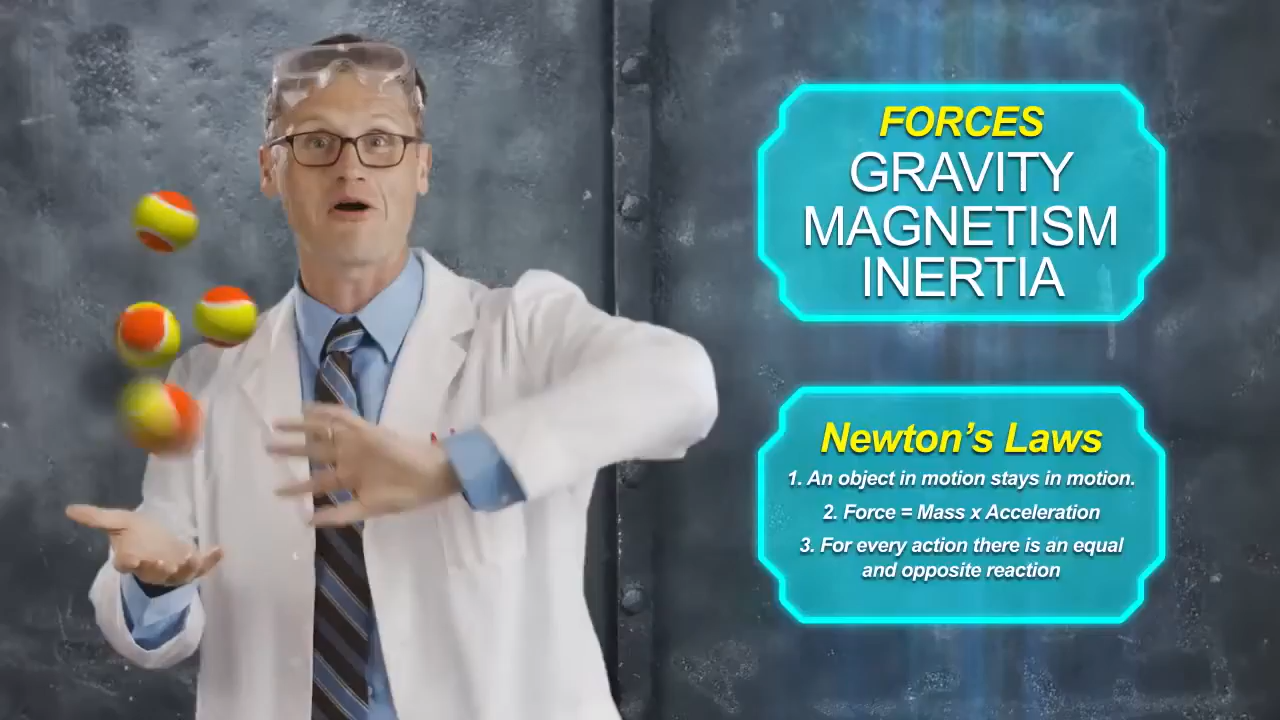 FORCES
GRAVITY
MAGNETISM
INERTIA
Newton's Laws
1. An object in motion stays in motion.
2. Force = Mass x Acceleration
3. For every action there is an equal
and opposite reaction